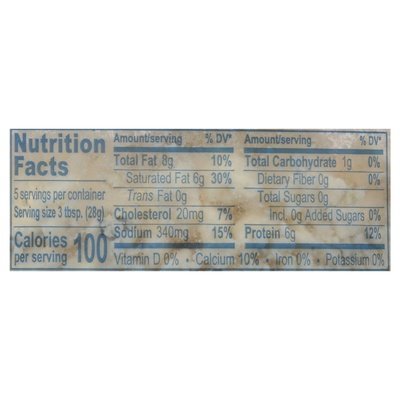 Nutrition
Facts
5 servings per container
Serving size 3 tbsp. (28g)
Calories 100
per serving
Amount/serving % DV*
Total Fat 8g 10%
Saturated Fat 6g 30%
Trans Fat 0g
Cholesterol 20mg 7%
Sodium 340mg 15%
Amount/serving % DV*
Total Carbohydrate 1g 0%
Dietary Fiber 0g 0%
Total Sugars 0g
Incl. 0g Added Sugars 0%
Protein 6g 12%
Vitamin D 0% • Calcium 10% • Iron 0% • Potassium 0%